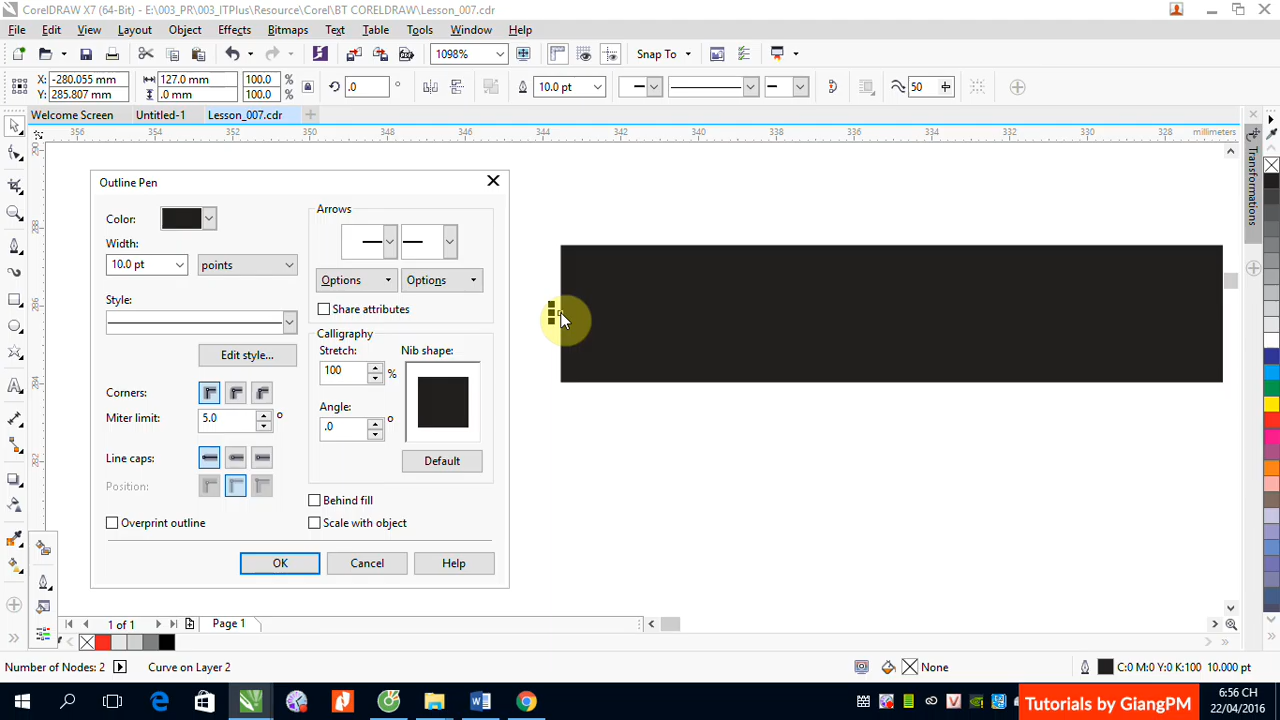 CorelDRAW X7 (64-Bit) - E:\003_PR\003_ITPlus\Resource\Corel\BT CORELDRAW\Lesson_007.cdr
File Edit View Layout Object Effects Bitmaps Text Table Tools Window Help
1098% Snap To
X: -280.055 mm 127.0 mm 100.0 % .0 ° 10.0 pt 50
Y: 285.807 mm .0 mm 100.0 %
Welcome Screen Untitled-1 Lesson_007.cdr
356 354 352 350 348 346 344 342 340 338 336 334 332 330 328 millimeters
290
288
286
284
282
Transformations
Outline Pen
Color:
Width:
10.0 pt points
Style:
Edit style...
Corners:
Miter limit: 5.0 °
Line caps:
Position:
Overprint outline
Arrows
Options Options
Share attributes
Calligraphy
Stretch: Nib shape:
100 %
Angle:
.0 °
Default
Behind fill
Scale with object
OK Cancel Help
1 of 1 Page 1
Number of Nodes: 2 Curve on Layer 2 None C:0 M:0 Y:0 K:100 10.000 pt
6:56 CH
22/04/2016
Tutorials by GiangPM